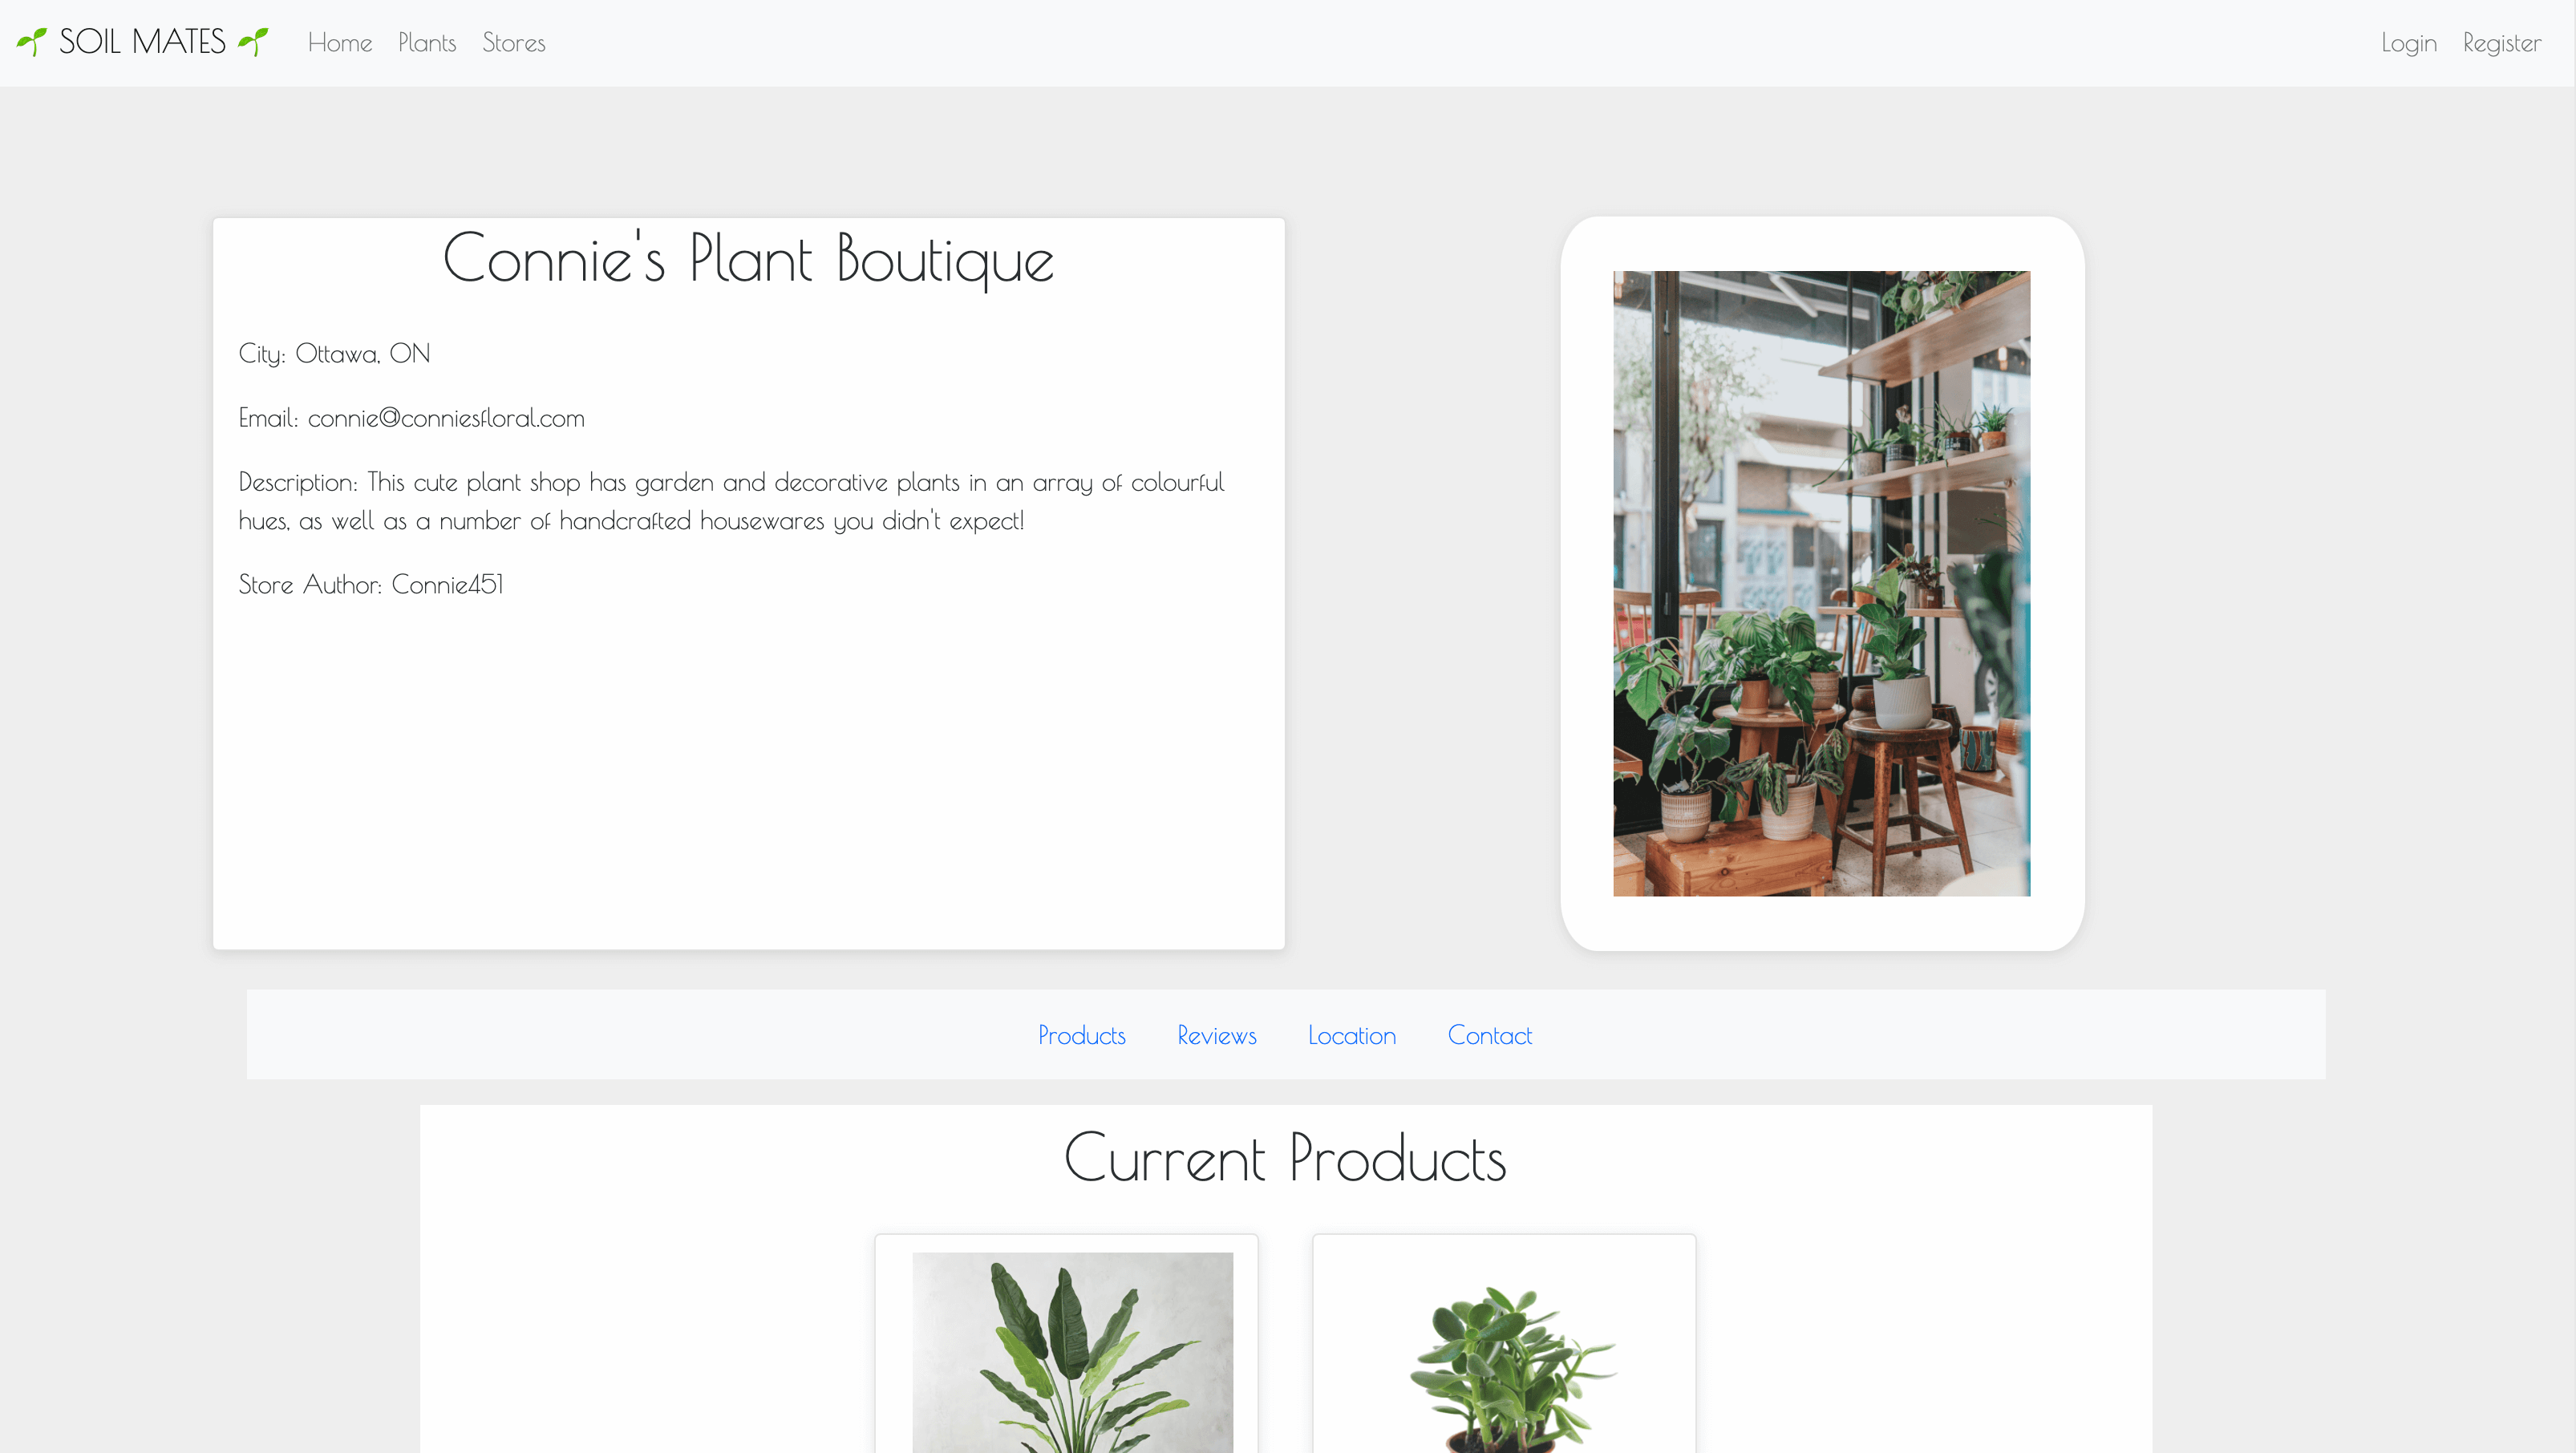 SOIL MATES Home Plants Stores Login Register
Connie's Plant Boutique
City: Ottawa, ON
Email: connie@conniesfloral.com
Description: This cute plant shop has garden and decorative plants in an array of colourful
hues, as well as a number of handcrafted housewares you didn't expect!
Store Author: Connie451
Products Reviews Location Contact
Current Products